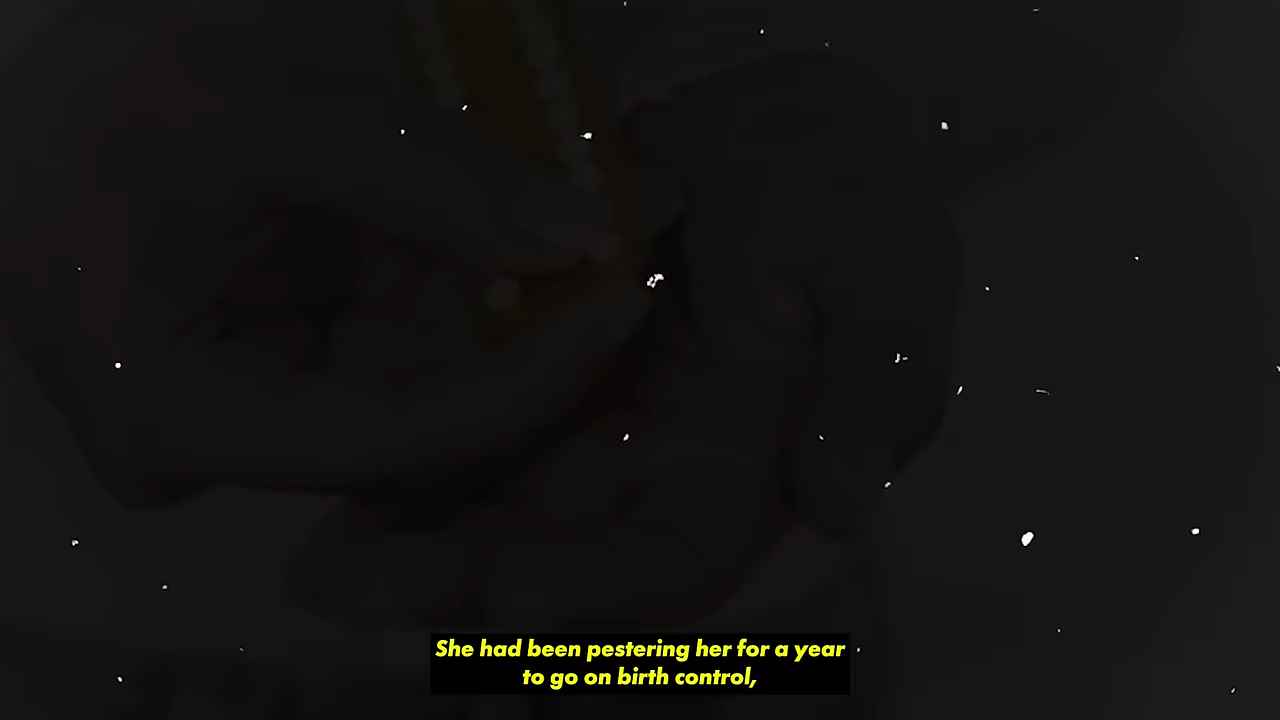 She had been pestering her for a year
to go on birth control,